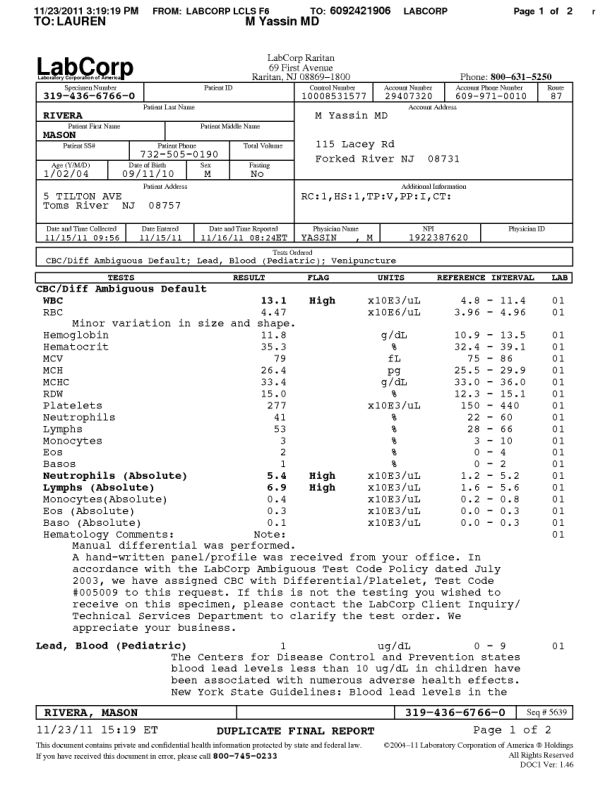 11/23/2011 3:19:19 PM FROM: LABCORP LCLS F6 TO: 6092421906 LABCORP Page 1 of 2
TO: LAUREN M Yassin MD
LabCorp
Laboratory Corporation of America
LabCorp Raritan
69 First Avenue
Raritan, NJ 08869-1800 Phone: 800-631-5250
Specimen Number Patient ID Control Number Account Number Account Phone Number Route
319-436-6766-0 10008531577 29407320 609-971-0010 87
Patient Last Name Account Address
RIVERA M Yassin MD
Patient First Name Patient Middle Name
MASON
Patient SS# Patient Phone Total Volume 115 Lacey Rd
732-505-0190 Forked River NJ 08731
Age (Y/M/D) Date of Birth Sex Fasting
1/02/04 09/11/10 M No
Patient Address Additional Information
5 TILTON AVE RC:1,HS:1,TP:V,PP:I,CT:
Toms River NJ 08757
Date and Time Collected Date Entered Date and Time Reported Physician Name NPI Physician ID
11/15/11 09:56 11/15/11 11/16/11 08:24ET YASSIN , M 1922387620
Tests Ordered
CBC/Diff Ambiguous Default; Lead, Blood (Pediatric); Venipuncture
TESTS RESULT FLAG UNITS REFERENCE INTERVAL LAB
CBC/Diff Ambiguous Default
WBC 13.1 High x10E3/uL 4.8 - 11.4 01
RBC 4.47 x10E6/uL 3.96 - 4.96 01
Minor variation in size and shape.
Hemoglobin 11.8 g/dL 10.9 - 13.5 01
Hematocrit 35.3 % 32.4 - 39.1 01
MCV 79 fL 75 - 86 01
MCH 26.4 pg 25.5 - 29.9 01
MCHC 33.4 g/dL 33.0 - 36.0 01
RDW 15.0 % 12.3 - 15.1 01
Platelets 277 x10E3/uL 150 - 440 01
Neutrophils 41 % 22 - 60 01
Lymphs 53 % 28 - 66 01
Monocytes 3 % 3 - 10 01
Eos 2 % 0 - 4 01
Basos 1 % 0 - 2 01
Neutrophils (Absolute) 5.4 High x10E3/uL 1.2 - 5.2 01
Lymphs (Absolute) 6.9 High x10E3/uL 1.6 - 5.6 01
Monocytes(Absolute) 0.4 x10E3/uL 0.2 - 0.8 01
Eos (Absolute) 0.3 x10E3/uL 0.0 - 0.3 01
Baso (Absolute) 0.1 x10E3/uL 0.0 - 0.3 01
Hematology Comments: Note: 01
Manual differential was performed.
A hand-written panel/profile was received from your office. In
accordance with the LabCorp Ambiguous Test Code Policy dated July
2003, we have assigned CBC with Differential/Platelet, Test Code
#005009 to this request. If this is not the testing you wished to
receive on this specimen, please contact the LabCorp Client Inquiry/
Technical Services Department to clarify the test order. We
appreciate your business.
Lead, Blood (Pediatric) 1 ug/dL 0 - 9 01
The Centers for Disease Control and Prevention states
blood lead levels less than 10 ug/dL in children have
been associated with numerous adverse health effects.
New York State Guidelines: Blood lead levels in the
RIVERA, MASON 319-436-6766-0 Seq # 5639
11/23/11 15:19 ET DUPLICATE FINAL REPORT Page 1 of 2
This document contains private and confidential health information protected by state and federal law. ©2004-11 Laboratory Corporation of America ® Holdings
If you have received this document in error, please call 800-745-0233 All Rights Reserved
DOC1 Ver: 1.46